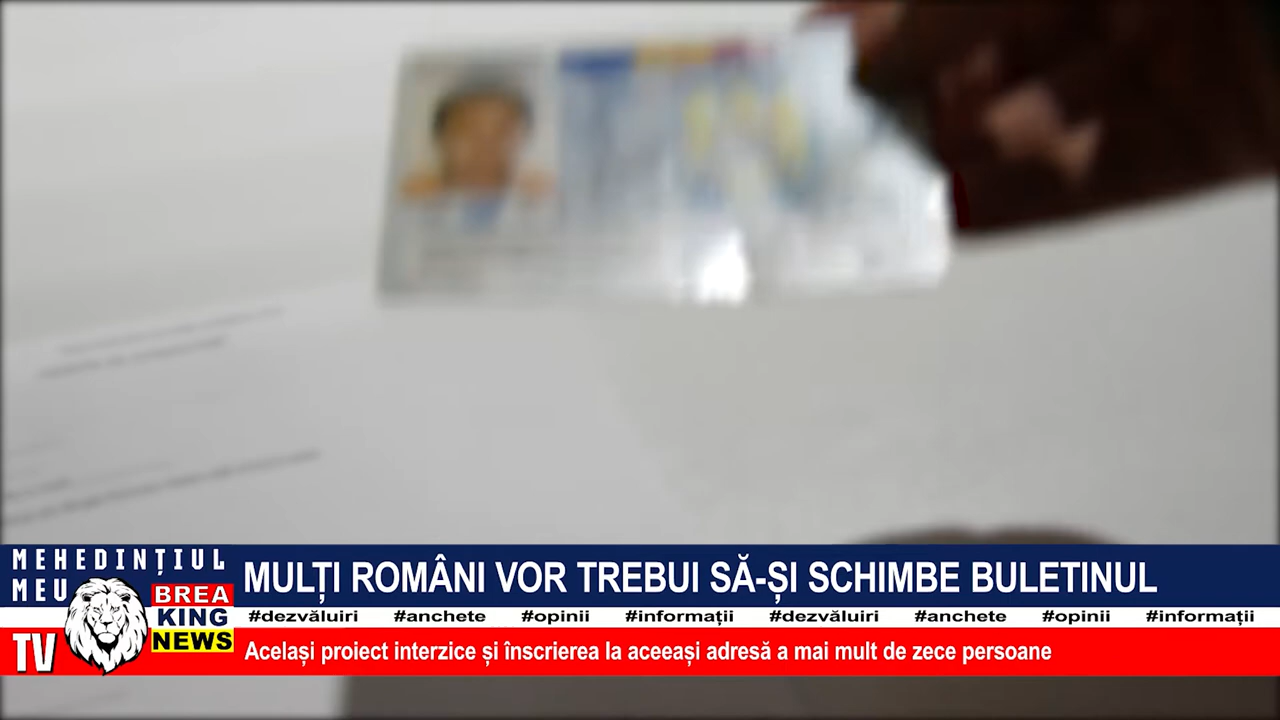 MEHEDINȚIUL
MEU
TV
BREA
KING
NEWS
MULȚI ROMÂNI VOR TREBUI SĂ-ȘI SCHIMBE BULETINUL
#dezvăluiri #anchete #opinii #informații #dezvăluiri #anchete #opinii #informații
Același proiect interzice și înscrierea la aceeași adresă a mai mult de zece persoane